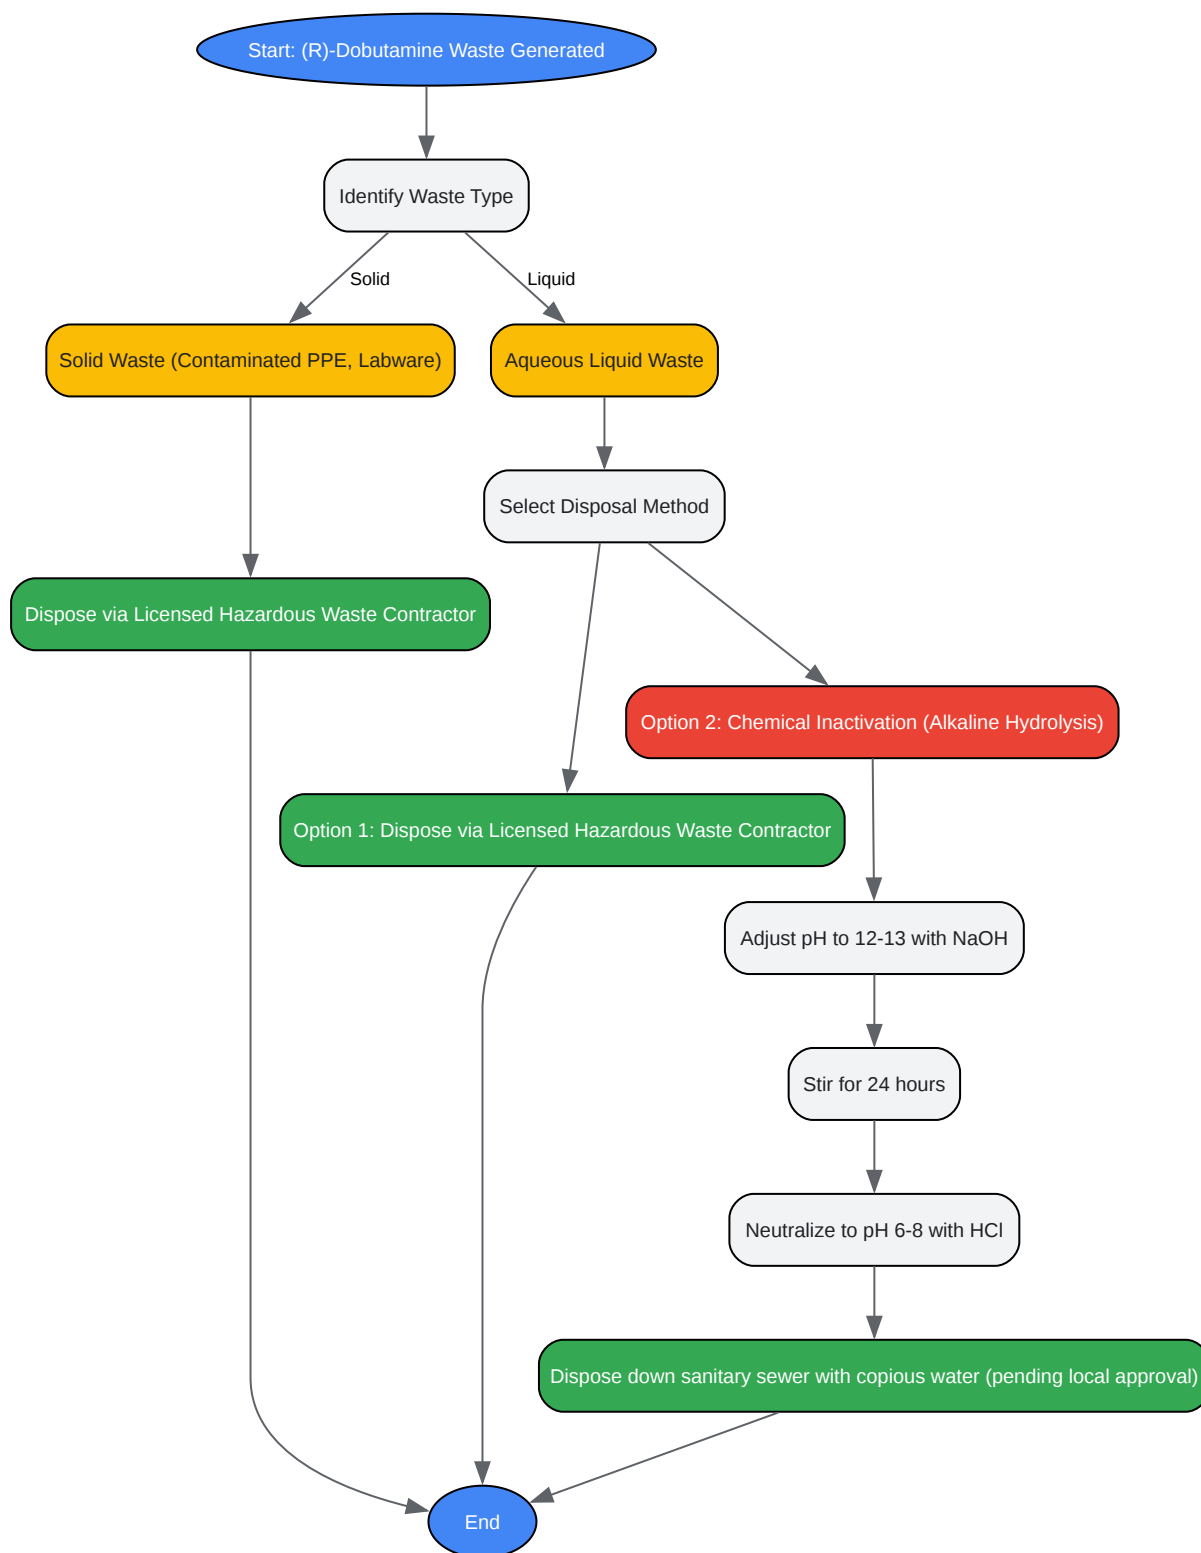 Start: (R)-Dobutamine Waste Generated
Identify Waste Type
Solid
Liquid
Solid Waste (Contaminated PPE, Labware)
Aqueous Liquid Waste
Select Disposal Method
Dispose via Licensed Hazardous Waste Contractor
Option 2: Chemical Inactivation (Alkaline Hydrolysis)
Option 1: Dispose via Licensed Hazardous Waste Contractor
Adjust pH to 12-13 with NaOH
Stir for 24 hours
Neutralize to pH 6-8 with HCl
Dispose down sanitary sewer with copious water (pending local approval)
End